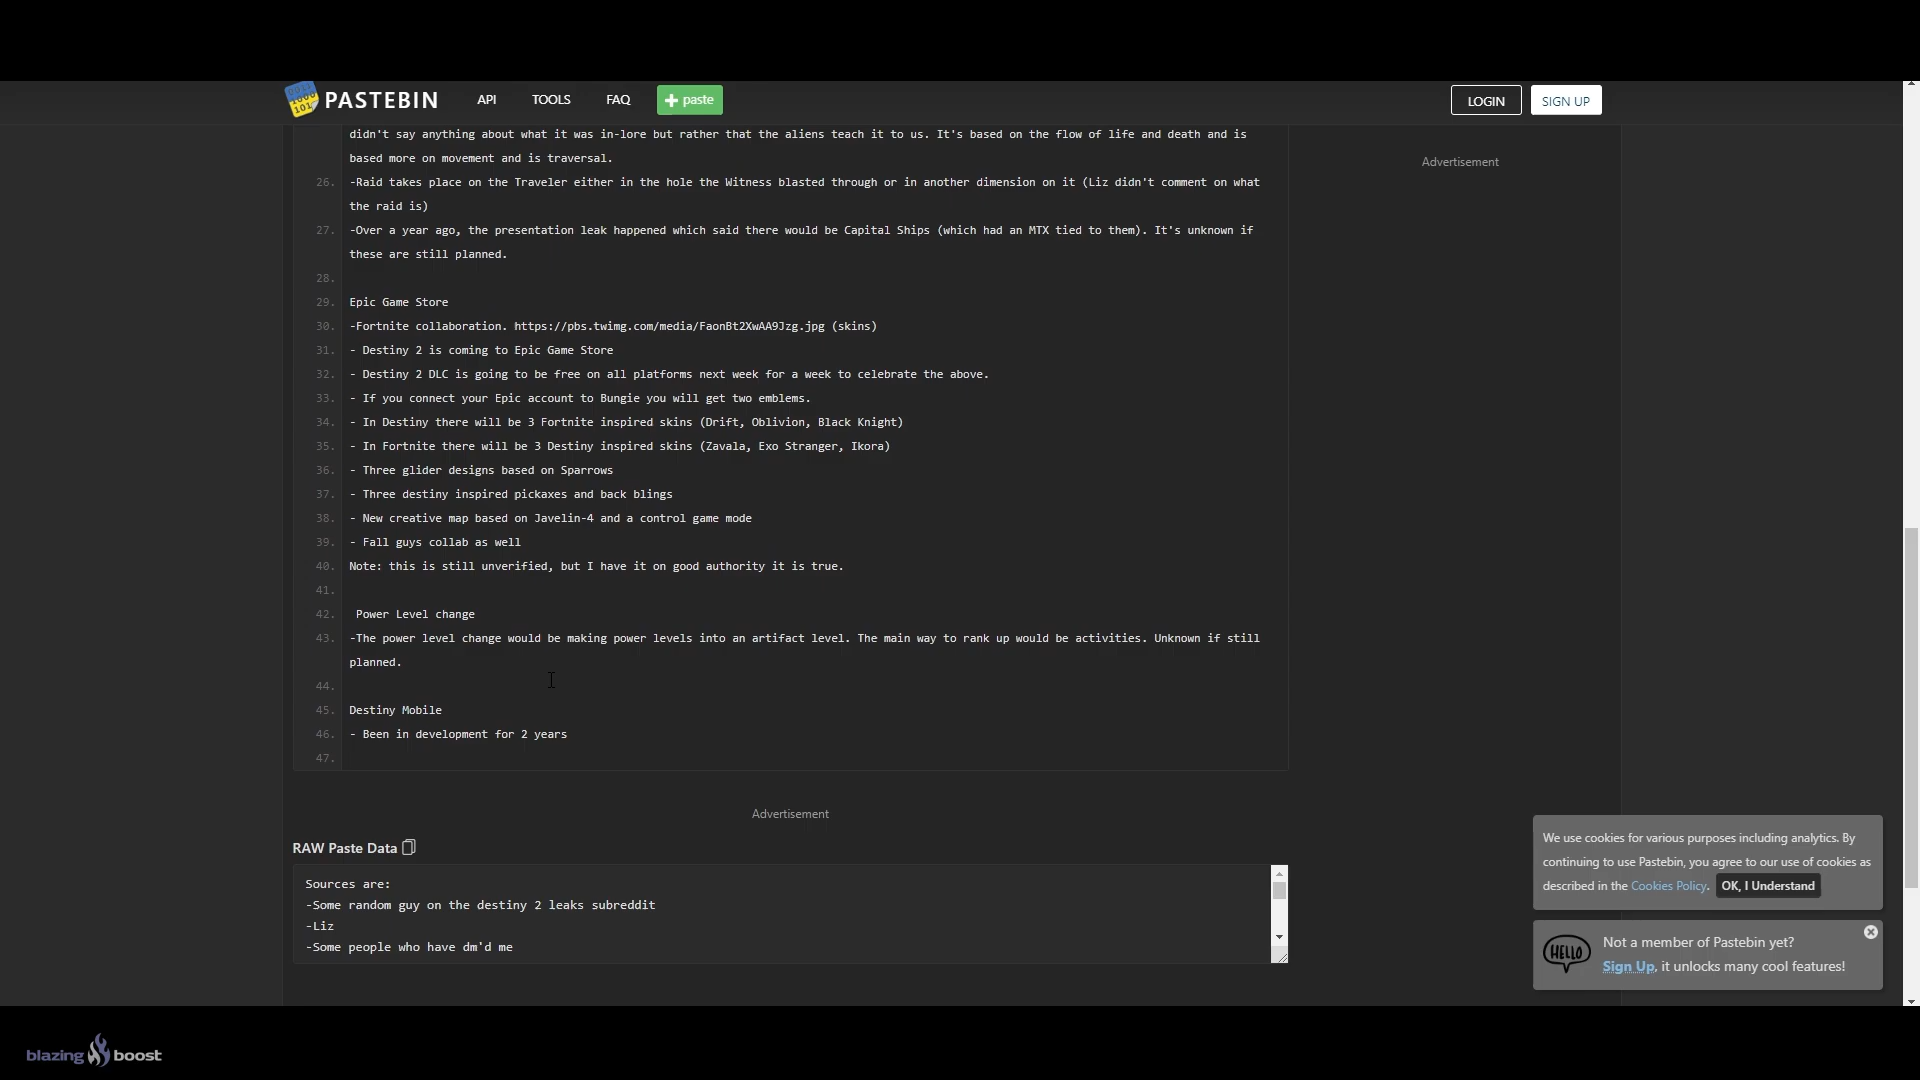 PASTEBIN API TOOLS FAQ + paste LOGIN SIGN UP
didn't say anything about what it was in-lore but rather that the aliens teach it to us. It's based on the flow of life and death and is
based more on movement and is traversal.
Advertisement
26. -Raid takes place on the Traveler either in the hole the Witness blasted through or in another dimension on it (Liz didn't comment on what
the raid is)
27. -Over a year ago, the presentation leak happened which said there would be Capital Ships (which had an MTX tied to them). It's unknown if
these are still planned.
28.
29. Epic Game Store
30. -Fortnite collaboration. https://pbs.twimg.com/media/FaonBt2XwAA9Jzg.jpg (skins)
31. - Destiny 2 is coming to Epic Game Store
32. - Destiny 2 DLC is going to be free on all platforms next week for a week to celebrate the above.
33. - If you connect your Epic account to Bungie you will get two emblems.
34. - In Destiny there will be 3 Fortnite inspired skins (Drift, Oblivion, Black Knight)
35. - In Fortnite there will be 3 Destiny inspired skins (Zavala, Exo Stranger, Ikora)
36. - Three glider designs based on Sparrows
37. - Three destiny inspired pickaxes and back blings
38. - New creative map based on Javelin-4 and a control game mode
39. - Fall guys collab as well
40. Note: this is still unverified, but I have it on good authority it is true.
41.
42. Power Level change
43. -The power level change would be making power levels into an artifact level. The main way to rank up would be activities. Unknown if still
planned.
44.
45. Destiny Mobile
46. - Been in development for 2 years
47.
Advertisement
RAW Paste Data
Sources are:
-Some random guy on the destiny 2 leaks subreddit
-Liz
-Some people who have dm'd me
We use cookies for various purposes including analytics. By
continuing to use Pastebin, you agree to our use of cookies as
described in the Cookies Policy. OK, I Understand
HELLO
Not a member of Pastebin yet?
Sign Up, it unlocks many cool features!
blazing boost